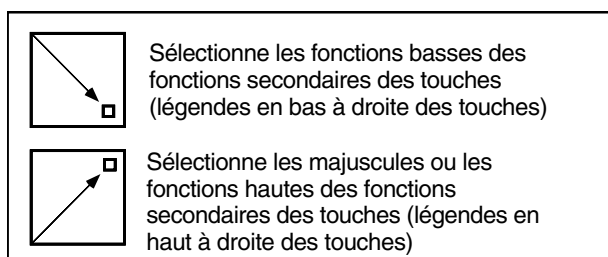 Sélectionne les fonctions basses des
fonctions secondaires des touches
(légendes en bas à droite des touches)
Sélectionne les majuscules ou les
fonctions hautes des fonctions
secondaires des touches (légendes en
haut à droite des touches)